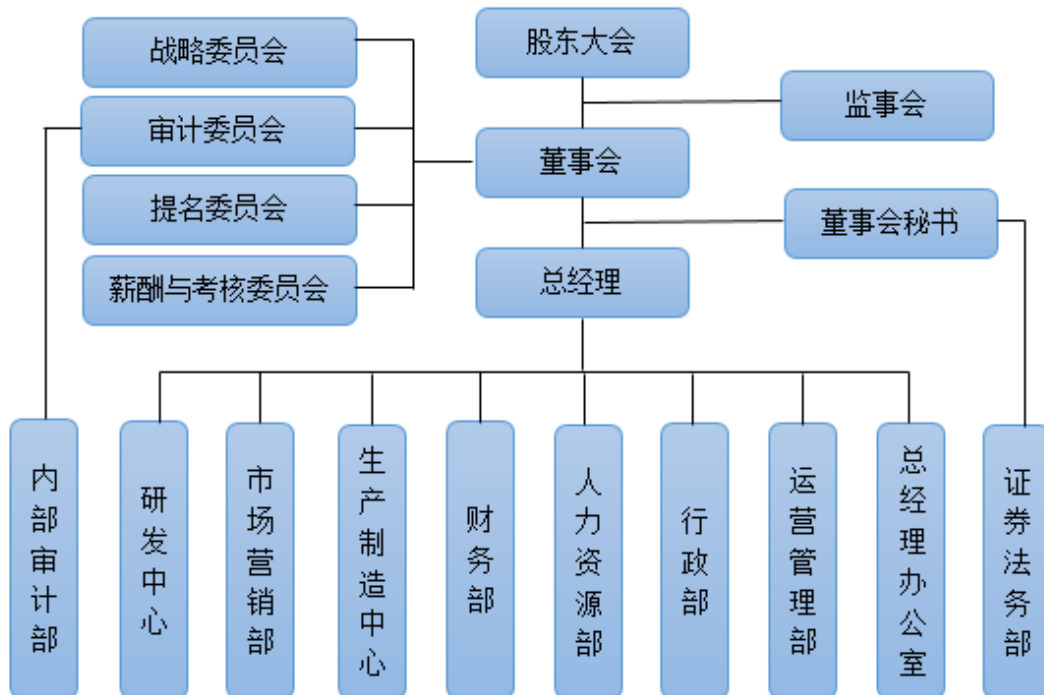 战略委员会
股东大会
监事会
审计委员会
董事会
提名委员会
董事会秘书
薪酬与考核委员会
总经理
内部审计部
研发中心
市场营销部
生产制造中心
财务部
人力资源部
行政部
运营管理部
总经理办公室
证券法务部